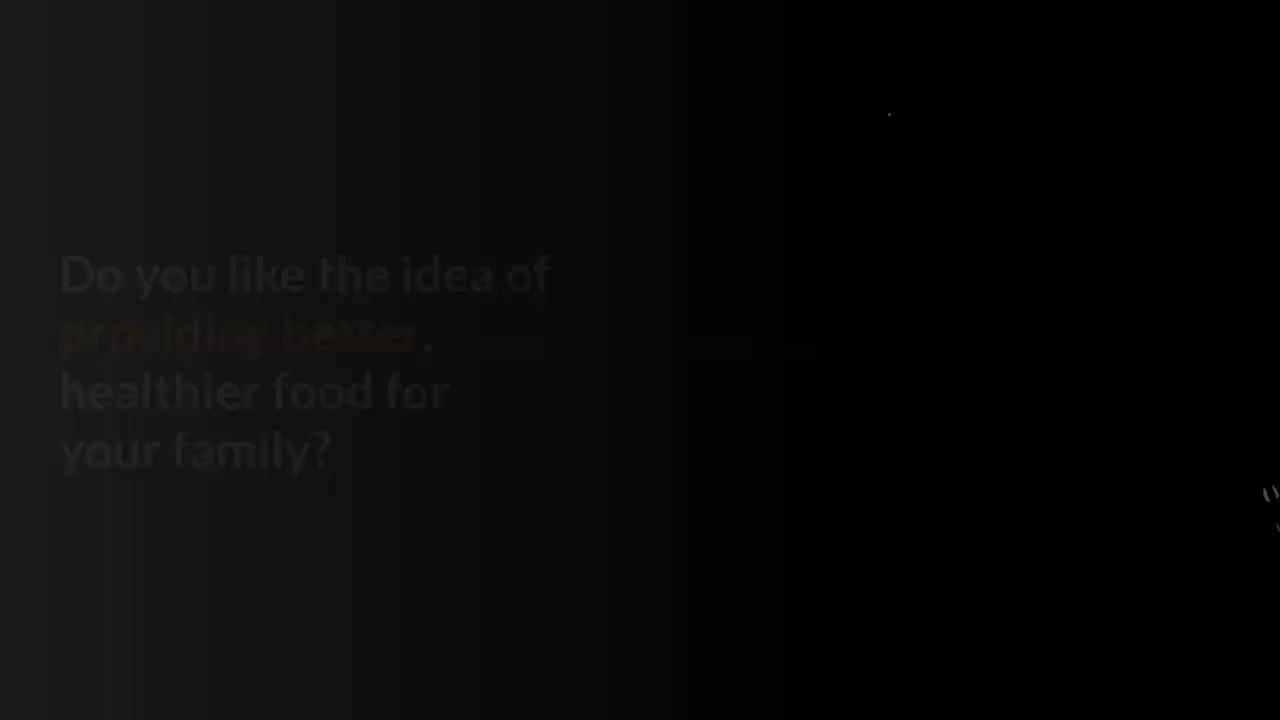 Do you like the idea of
providing better,
healthier food for
your family?